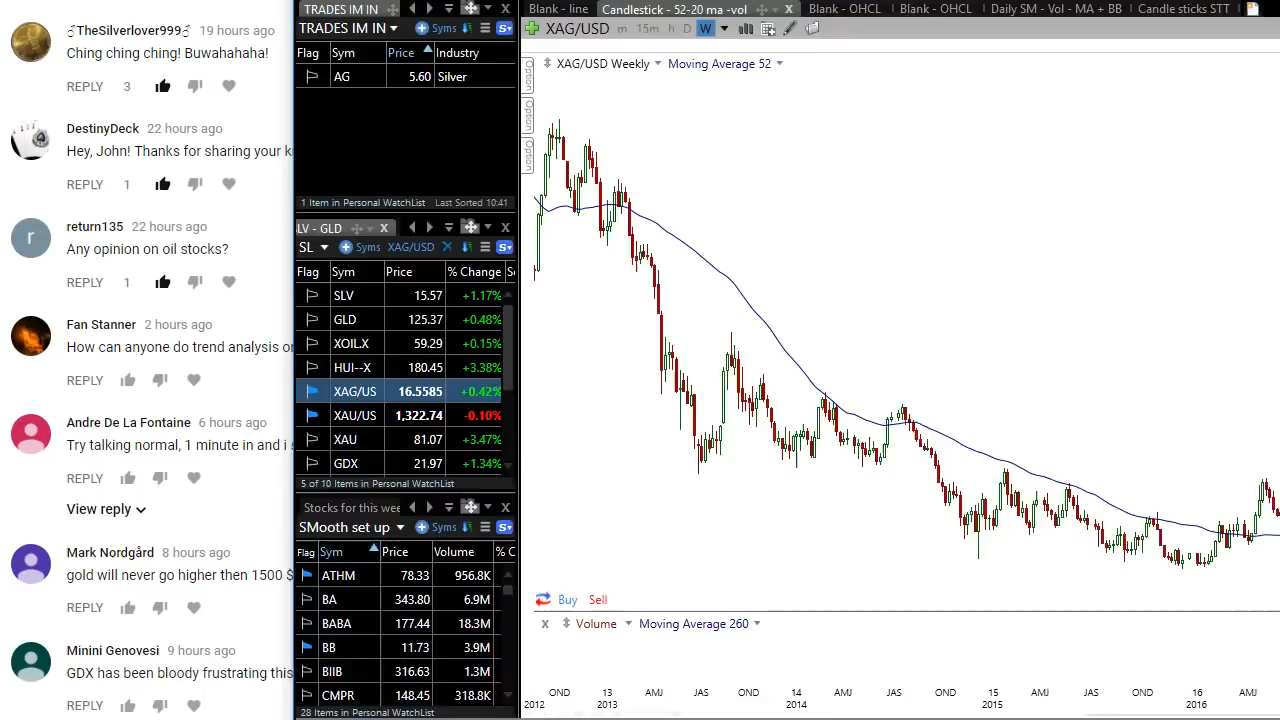 TheSilverlover999 19 hours ago
Ching ching ching! Buwahahaha!
REPLY 3
DestinyDeck 22 hours ago
Hey John! Thanks for sharing your k
REPLY 1
return135 22 hours ago
r
Any opinion on oil stocks?
REPLY 1
Fan Stanner 2 hours ago
How can anyone do trend analysis o
REPLY
Andre De La Fontaine 6 hours ago
Try talking normal, 1 minute in and i
REPLY
View reply
Mark Nordgård 8 hours ago
gold will never go higher then 1500 $
REPLY
Minini Genovesi 9 hours ago
GDX has been bloody frustrating this
REPLY
TRADES IM IN
TRADES IM IN Syms S
Flag Sym Price Industry
AG 5.60 Silver
1 Item in Personal WatchList Last Sorted 10:41
SLV - GLD
SL Syms XAG/USD S
Flag Sym Price % Change
SLV 15.57 +1.17%
GLD 125.37 +0.48%
XOIL.X 59.29 +0.15%
HUI--X 180.45 +3.38%
XAG/US 16.5585 +0.42%
XAU/US 1,322.74 -0.10%
XAU 81.07 +3.47%
GDX 21.97 +1.34%
5 of 10 Items in Personal WatchList
Stocks for this wee
SMooth set up Syms S
Flag Sym Price Volume % C
ATHM 78.33 956.8K
BA 343.80 6.9M
BABA 177.44 18.3M
BB 11.73 3.9M
BIIB 316.63 1.3M
CMPR 148.45 318.8K
28 Items in Personal WatchList
Blank - line Candlestick - 52-20 ma -vol Blank - OHCL Blank - OHCL Daily SM - Vol - MA + BB Candle sticks STT
XAG/USD m 15m h D W
XAG/USD Weekly Moving Average 52
Option
Option
Option
Buy Sell
x Volume Moving Average 260
OND 13 AMJ JAS OND 14 AMJ JAS OND 15 AMJ JAS OND 16 AMJ
2012 2013 2014 2015 2016